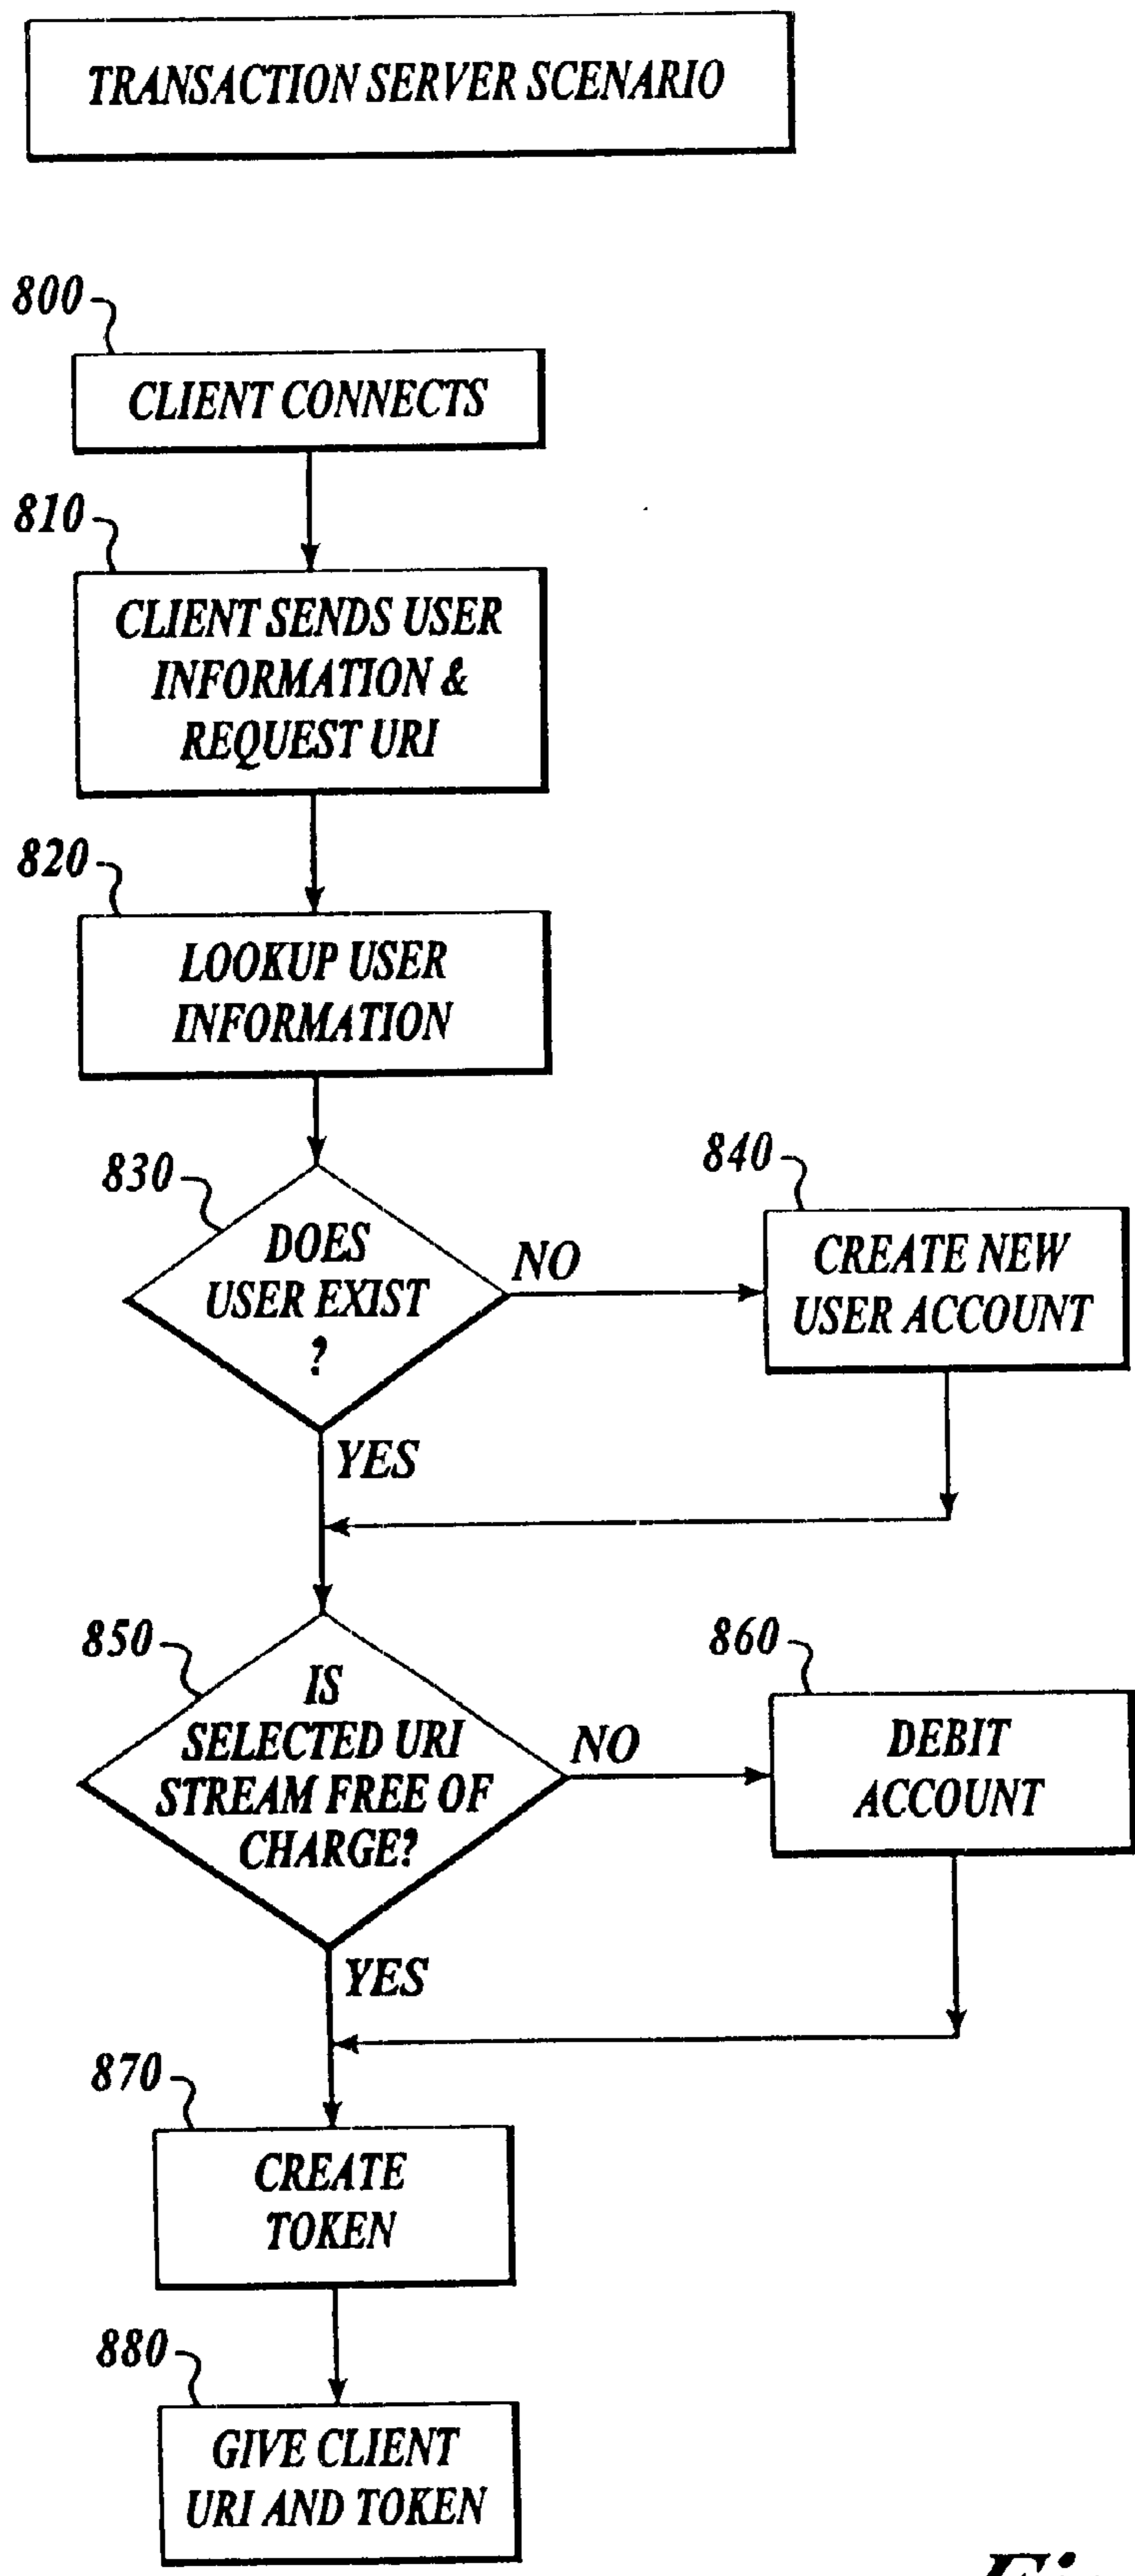 TRANSACTION SERVER SCENARIO
800
CLIENT CONNECTS
810
CLIENT SENDS USER
INFORMATION &
REQUEST URI
820
LOOKUP USER
INFORMATION
830
DOES
USER EXIST
?
NO
840
CREATE NEW
USER ACCOUNT
YES
850
IS
SELECTED URI
STREAM FREE OF
CHARGE?
NO
860
DEBIT
ACCOUNT
YES
870
CREATE
TOKEN
880
GIVE CLIENT
URI AND TOKEN